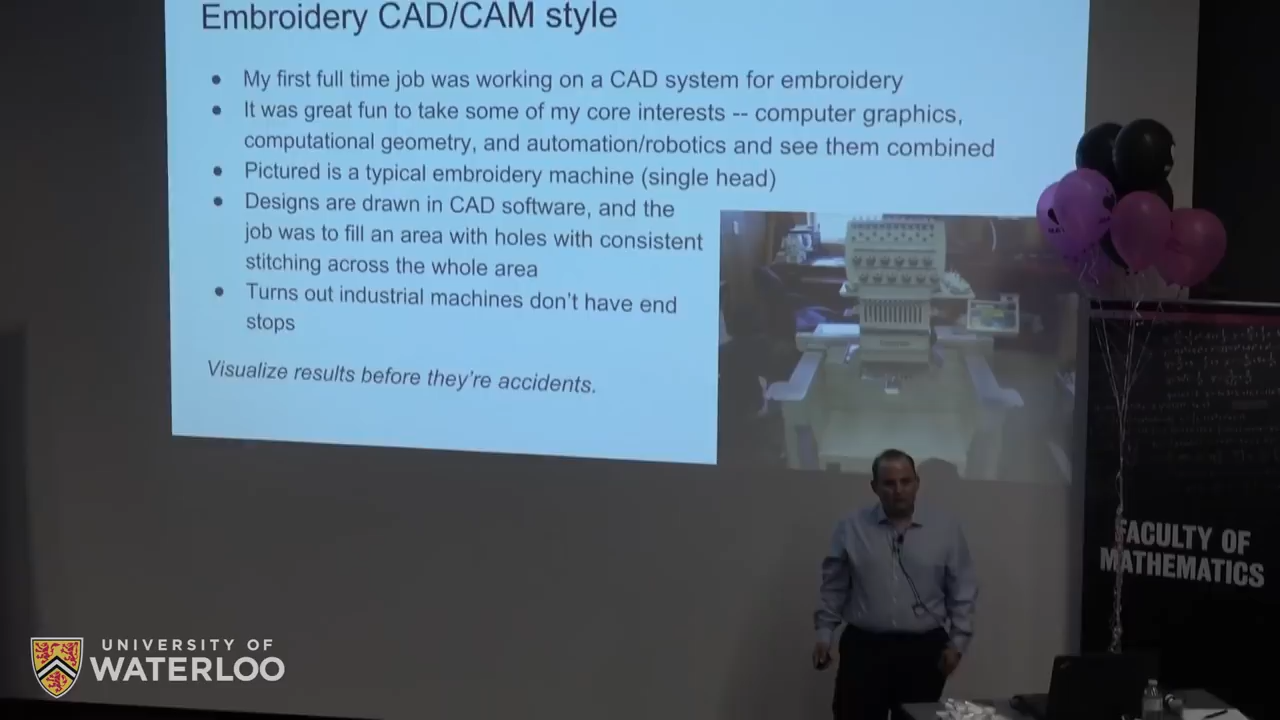 Embroidery CAD/CAM style
My first full time job was working on a CAD system for embroidery
It was great fun to take some of my core interests -- computer graphics,
computational geometry, and automation/robotics and see them combined
Pictured is a typical embroidery machine (single head)
Designs are drawn in CAD software, and the
job was to fill an area with holes with consistent
stitching across the whole area
Turns out industrial machines don't have end
stops
Visualize results before they're accidents.
FACULTY OF
MATHEMATICS
UNIVERSITY OF
WATERLOO